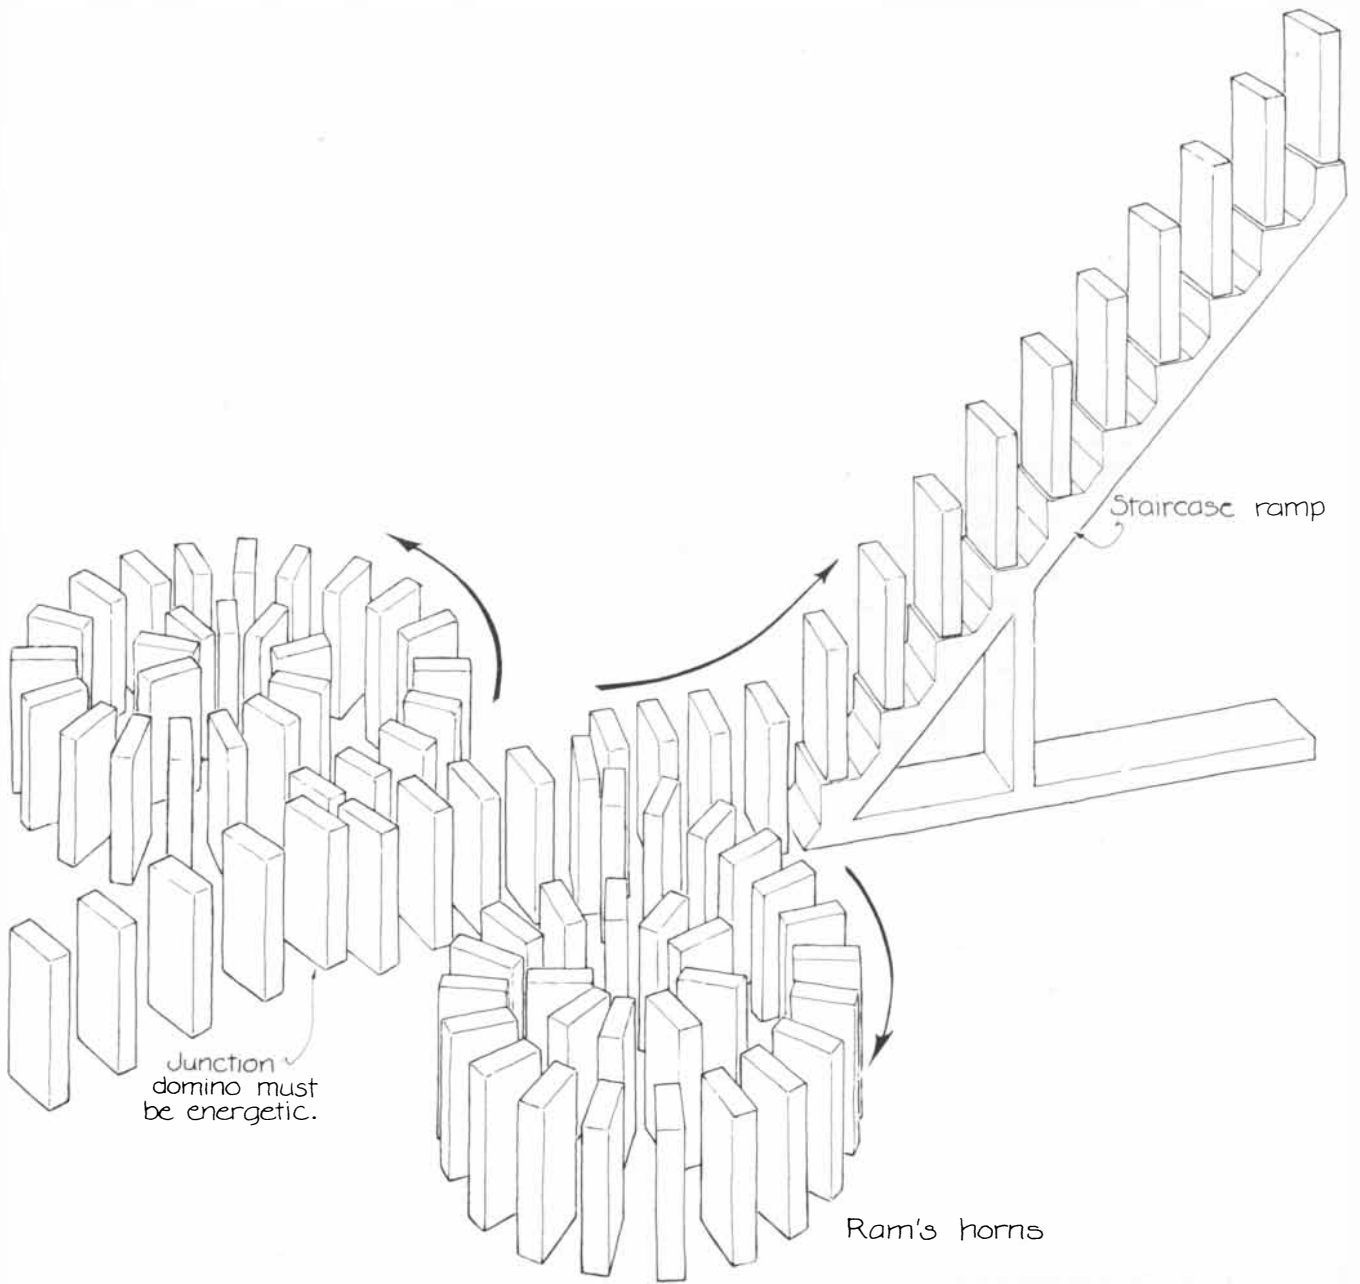 Staircase ramp
Junction
domino must
be energetic.
Ram's horns